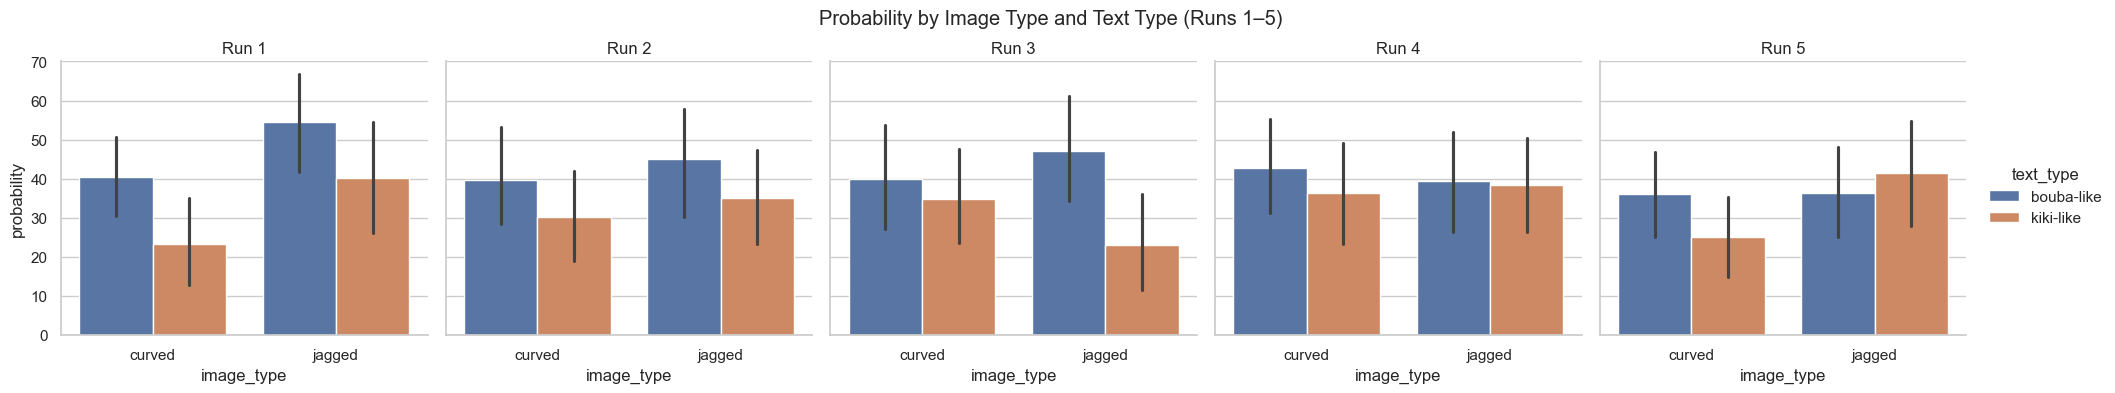 Probability by Image Type and Text Type (Runs 1–5)
Run 1
Run 2
Run 3
Run 4
Run 5
probability
70
60
50
40
30
20
10
0
curved
jagged
curved
jagged
curved
jagged
curved
jagged
curved
jagged
image_type
image_type
image_type
image_type
image_type
text_type
bouba-like
kiki-like